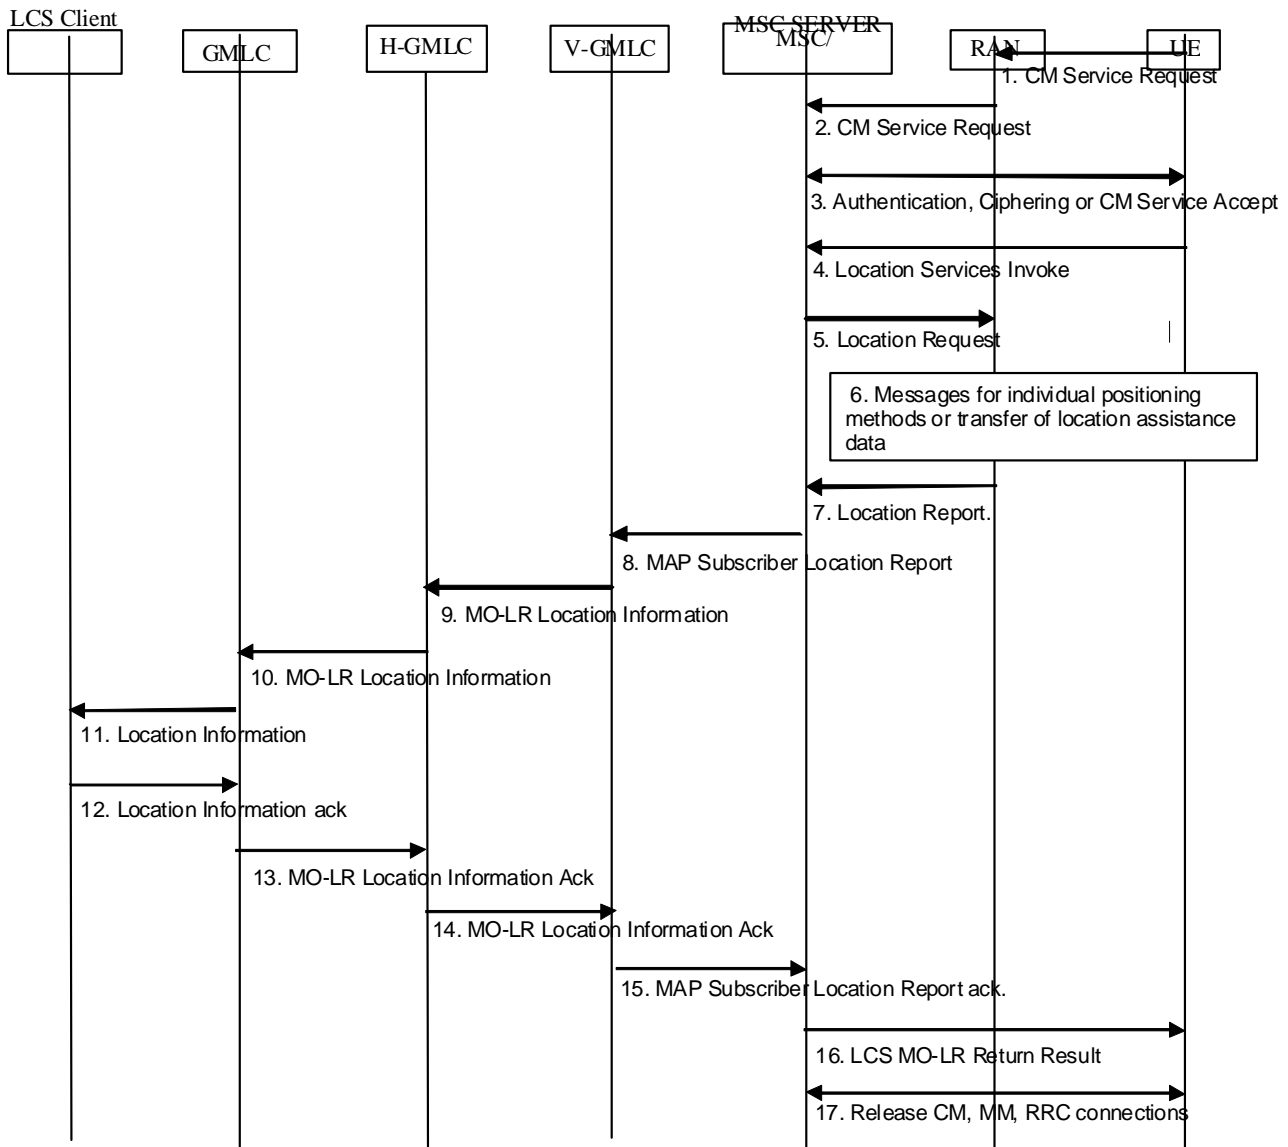 LCS Client
GMLC
H-GMLC
V-GMLC
MSC SERVER
MSC/
RAN
UE
1. CM Service Request
2. CM Service Request
3. Authentication, Ciphering or CM Service Accept
4. Location Services Invoke
5. Location Request
6. Messages for individual positioning
methods or transfer of location assistance
data
7. Location Report.
8. MAP Subscriber Location Report
9. MO-LR Location Information
10. MO-LR Location Information
11. Location Information
12. Location Information ack
13. MO-LR Location Information Ack
14. MO-LR Location Information Ack
15. MAP Subscriber Location Report ack.
16. LCS MO-LR Return Result
17. Release CM, MM, RRC connections